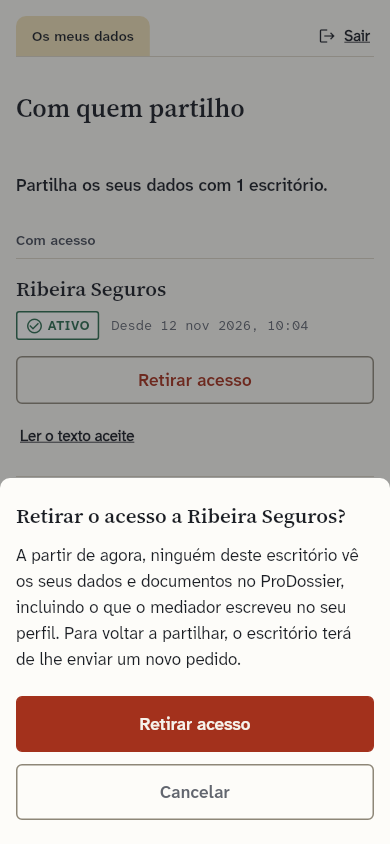 Os meus dados
Sair
Com quem partilho
Partilha os seus dados com 1 escritório.
Com acesso
Ribeira Seguros
ATIVO
Desde 12 nov 2026, 10:04
Retirar acesso
Ler o texto aceite
Retirar o acesso a Ribeira Seguros?
A partir de agora, ninguém deste escritório vê
os seus dados e documentos no ProDossier,
incluindo o que o mediador escreveu no seu
perfil. Para voltar a partilhar, o escritório terá
de lhe enviar um novo pedido.
Retirar acesso
Cancelar